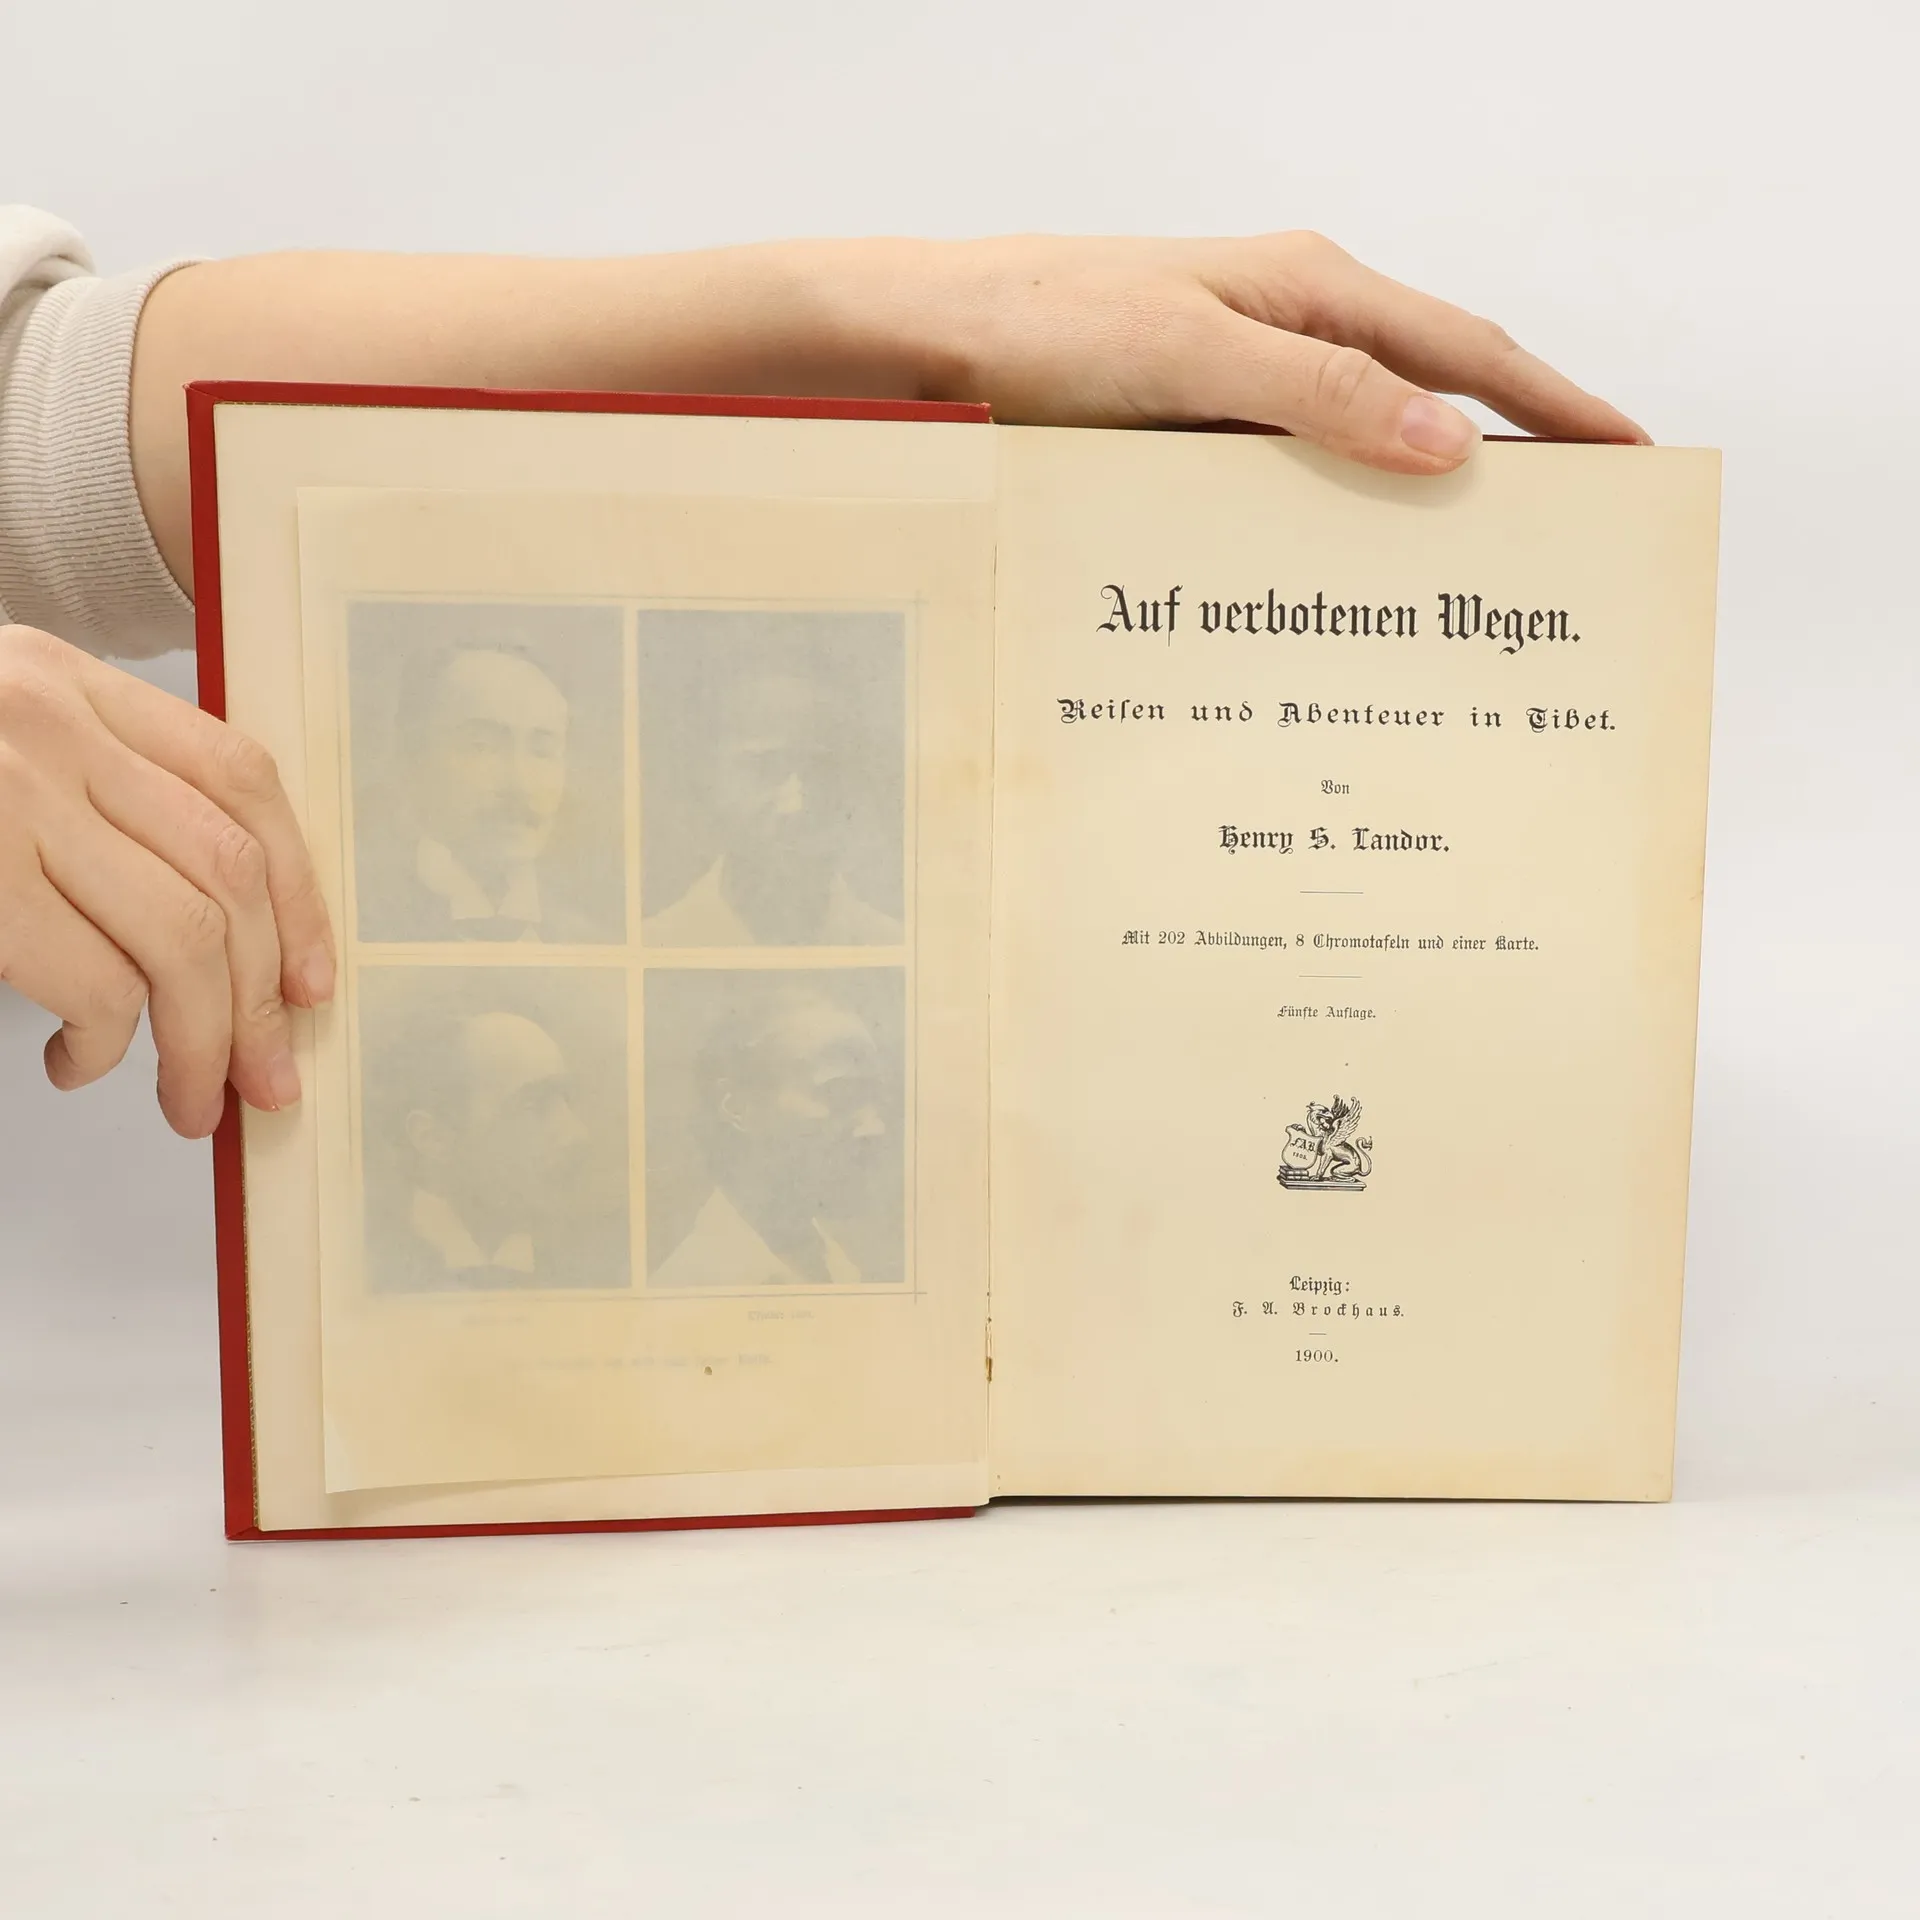 Auf verbotenen Wegen.
Reiſen und Abenteuer in Tibet.
Von
Henry S. Landor.
Mit 202 Abbildungen, 8 Chromotafeln und einer Karte.
Fünfte Auflage.
F.A.B.
Leipzig:
F. A. Brockhaus.
1900.